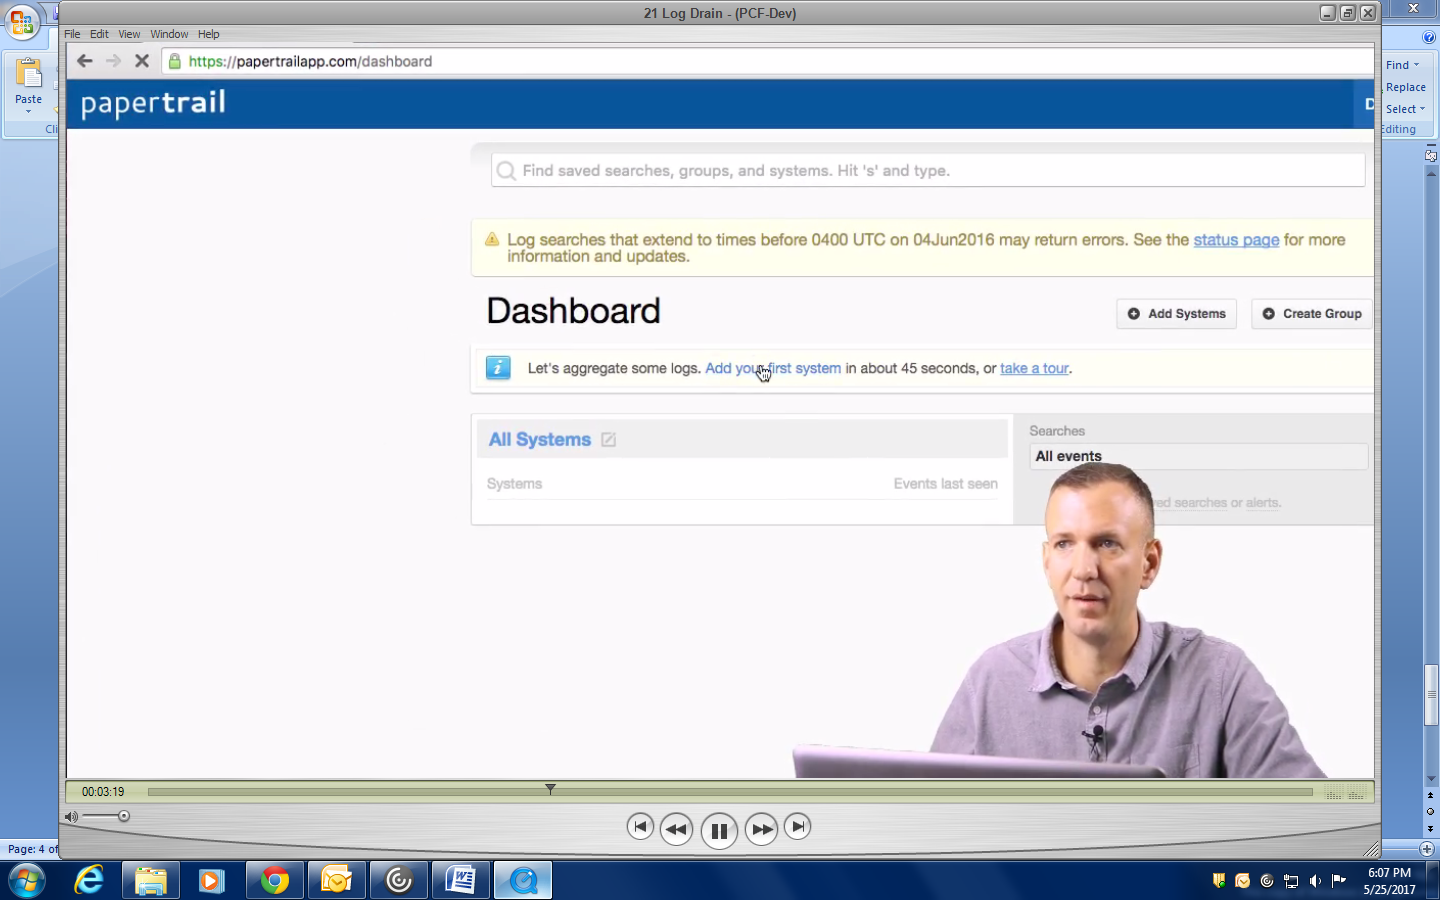 21 Log Drain - (PCF-Dev)
File Edit View Window Help
https://papertrailapp.com/dashboard
papertrail
D
Find saved searches, groups, and systems. Hit 's' and type.
Log searches that extend to times before 0400 UTC on 04Jun2016 may return errors. See the status page for more
information and updates.
Dashboard
Add Systems
Create Group
i
Let's aggregate some logs. Add your first system in about 45 seconds, or take a tour.
All Systems
Systems
Events last seen
Searches
All events
searches or alerts.
00:03:19
Paste
Find
Replace
Select
Editing
Page: 4 of
6:07 PM
5/25/2017